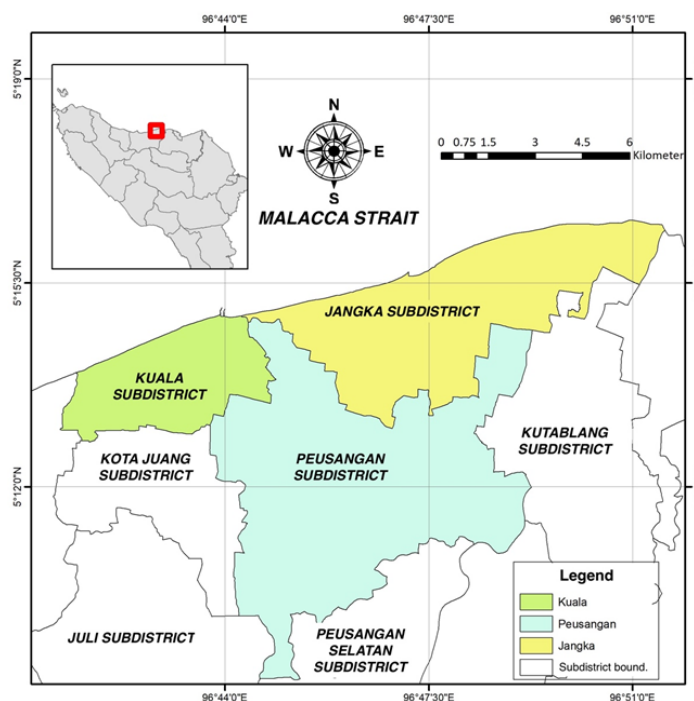 96°44'0"E 96°47'30"E 96°51'0"E
5°19'0"N
N
W E
S
0 0.75 1.5 3 4.5 6
Kilometer
MALACCA STRAIT
5°15'30"N
JANGKA SUBDISTRICT
KUALA
SUBDISTRICT
KOTA JUANG
SUBDISTRICT
PEUSANGAN
SUBDISTRICT
KUTABLANG
SUBDISTRICT
5°12'0"N
JULI SUBDISTRICT
PEUSANGAN
SELATAN
SUBDISTRICT
Legend
Kuala
Peusangan
Jangka
Subdistrict bound.
96°44'0"E 96°47'30"E 96°51'0"E